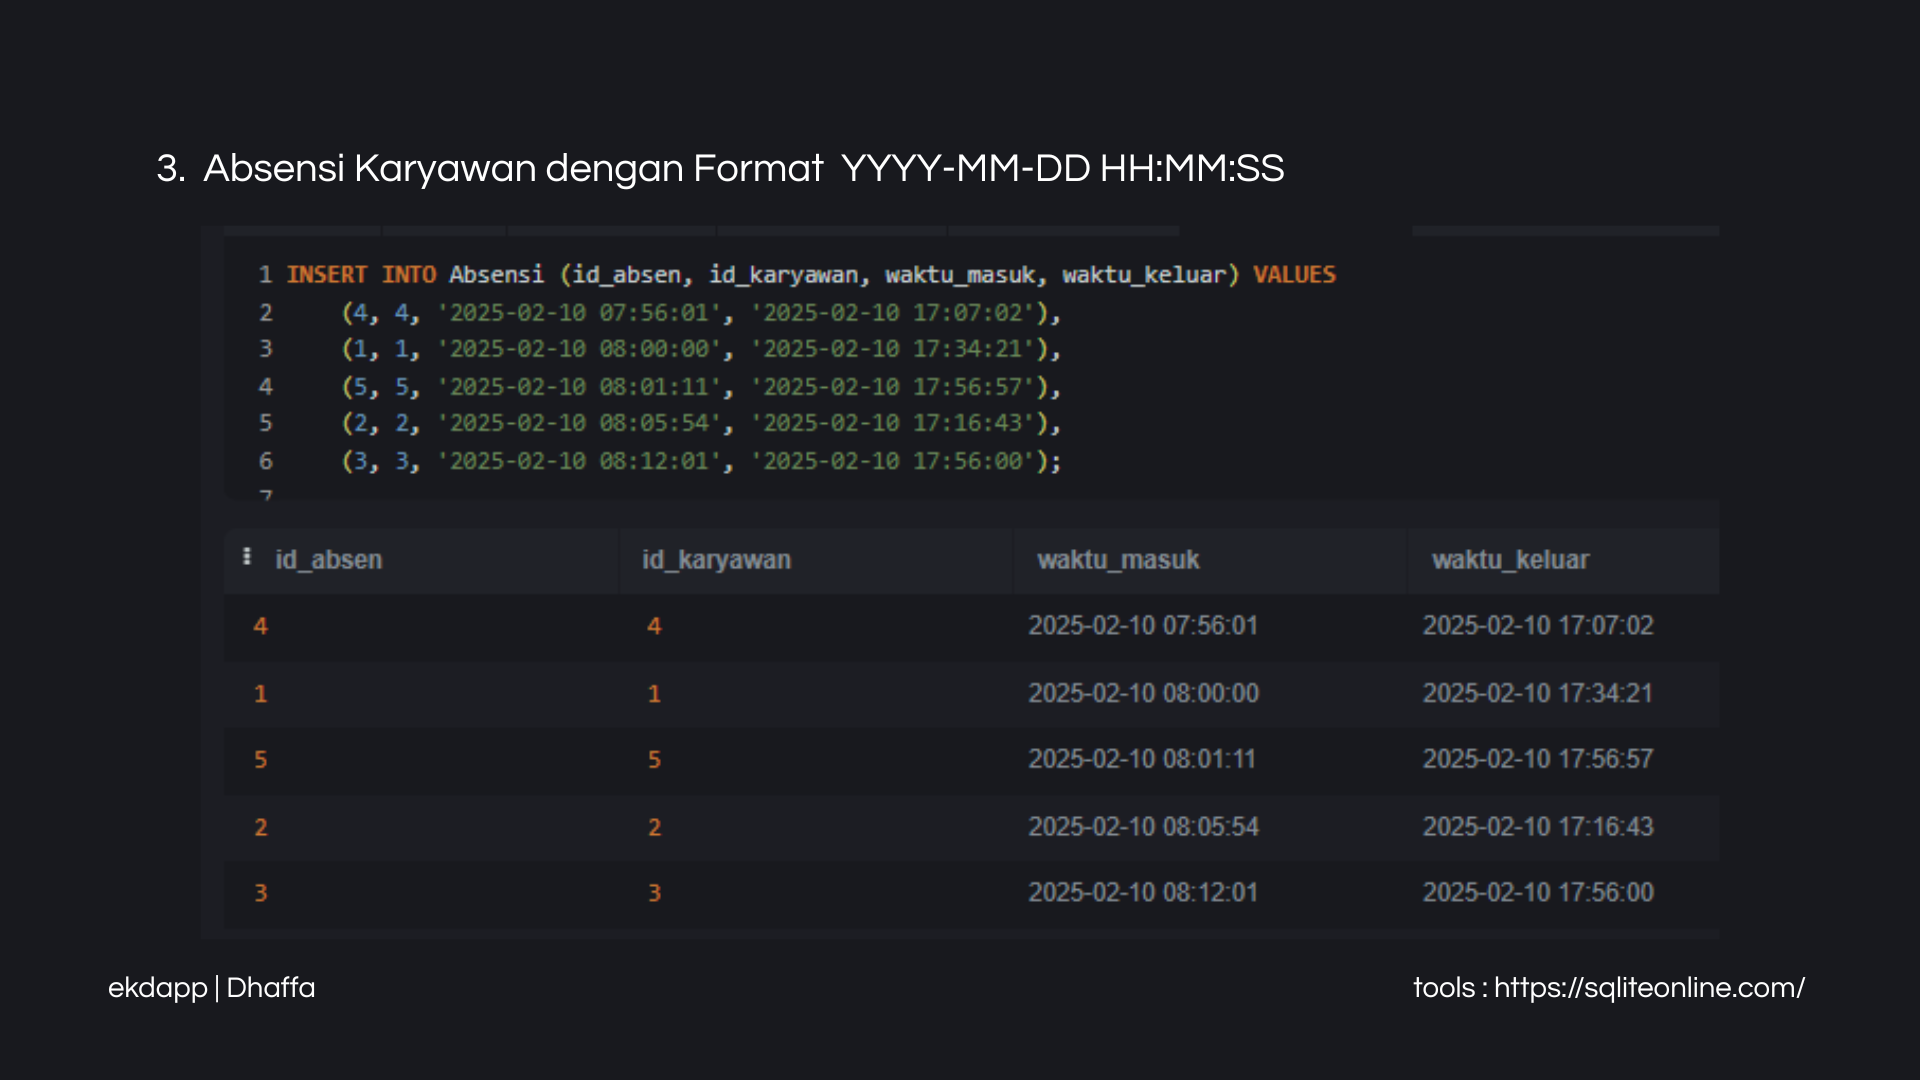 3. Absensi Karyawan dengan Format YYYY-MM-DD HH:MM:SS
1 INSERT INTO Absensi (id_absen, id_karyawan, waktu_masuk, waktu_keluar) VALUES
2 (4, 4, '2025-02-10 07:56:01', '2025-02-10 17:07:02'),
3 (1, 1, '2025-02-10 08:00:00', '2025-02-10 17:34:21'),
4 (5, 5, '2025-02-10 08:01:11', '2025-02-10 17:56:57'),
5 (2, 2, '2025-02-10 08:05:54', '2025-02-10 17:16:43'),
6 (3, 3, '2025-02-10 08:12:01', '2025-02-10 17:56:00');
7
id_absen id_karyawan waktu_masuk waktu_keluar
4 4 2025-02-10 07:56:01 2025-02-10 17:07:02
1 1 2025-02-10 08:00:00 2025-02-10 17:34:21
5 5 2025-02-10 08:01:11 2025-02-10 17:56:57
2 2 2025-02-10 08:05:54 2025-02-10 17:16:43
3 3 2025-02-10 08:12:01 2025-02-10 17:56:00
ekdapp | Dhaffa
tools : https://sqliteonline.com/